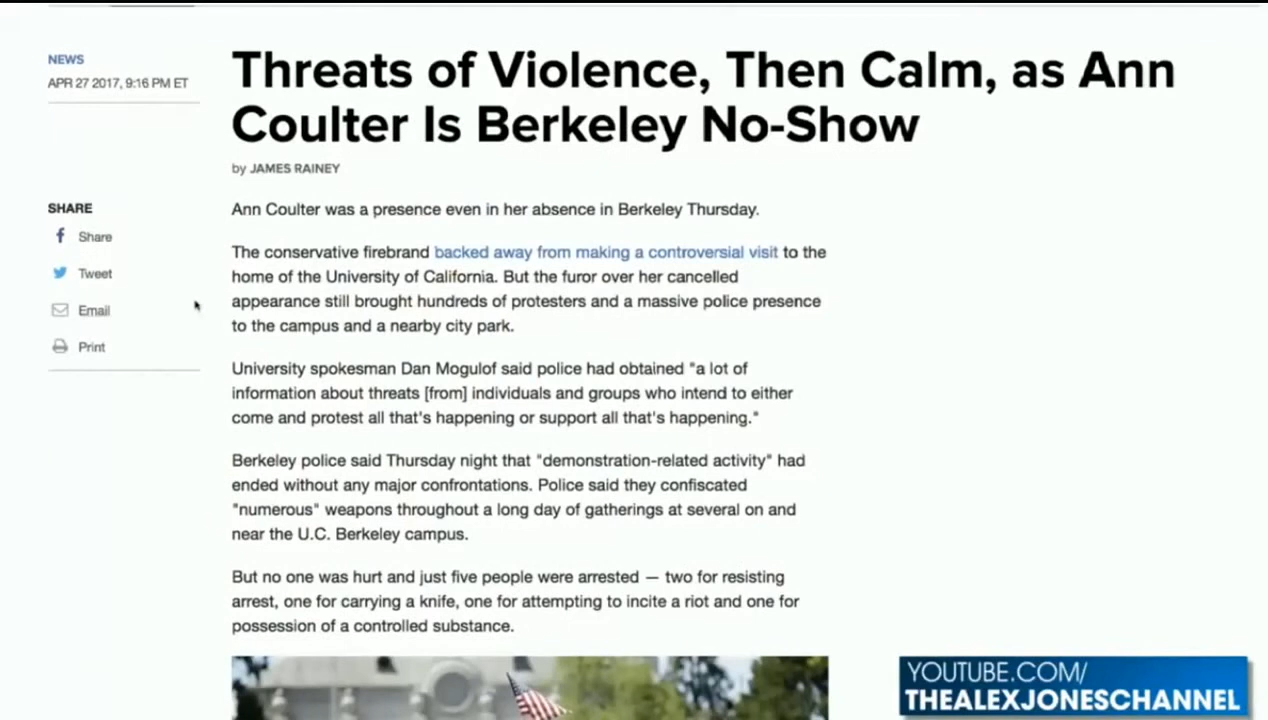 NEWS
APR 27 2017, 9:16 PM ET
Threats of Violence, Then Calm, as Ann
Coulter Is Berkeley No-Show
by JAMES RAINEY
SHARE
Share
Tweet
Email
Print
Ann Coulter was a presence even in her absence in Berkeley Thursday.
The conservative firebrand backed away from making a controversial visit to the
home of the University of California. But the furor over her cancelled
appearance still brought hundreds of protesters and a massive police presence
to the campus and a nearby city park.
University spokesman Dan Mogulof said police had obtained "a lot of
information about threats [from] individuals and groups who intend to either
come and protest all that's happening or support all that's happening."
Berkeley police said Thursday night that "demonstration-related activity" had
ended without any major confrontations. Police said they confiscated
"numerous" weapons throughout a long day of gatherings at several on and
near the U.C. Berkeley campus.
But no one was hurt and just five people were arrested — two for resisting
arrest, one for carrying a knife, one for attempting to incite a riot and one for
possession of a controlled substance.
YOUTUBE.COM/
THEALEXJONESCHANNEL